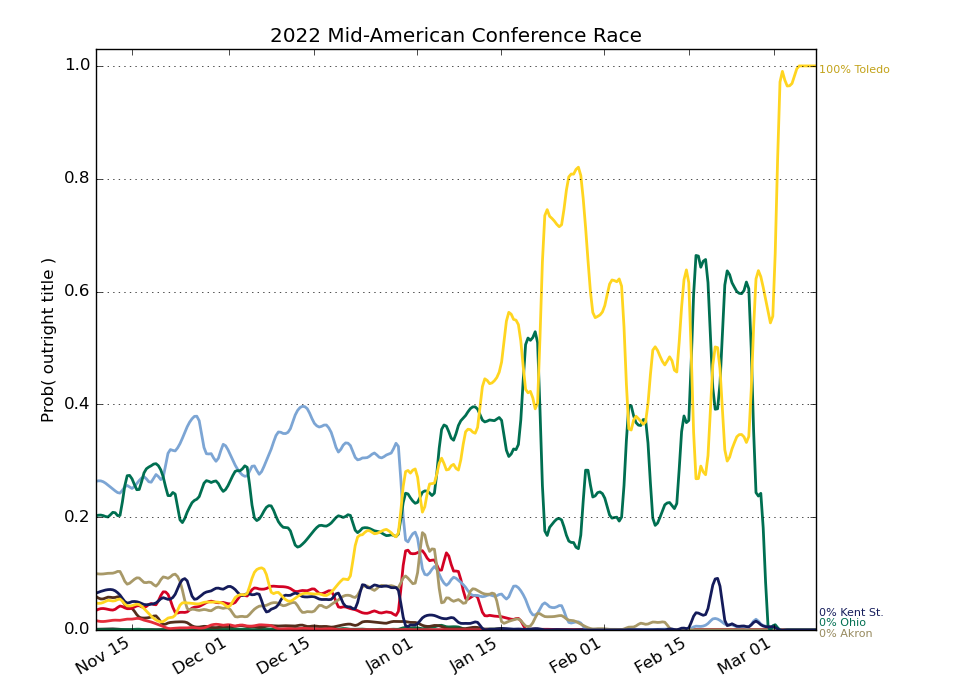 2022 Mid-American Conference Race
Prob( outright title )
1.0
0.8
0.6
0.4
0.2
0.0
Nov 15
Dec 01
Dec 15
Jan 01
Jan 15
Feb 01
Feb 15
Mar 01
100% Toledo
0% Kent St.
0% Ohio
0% Akron